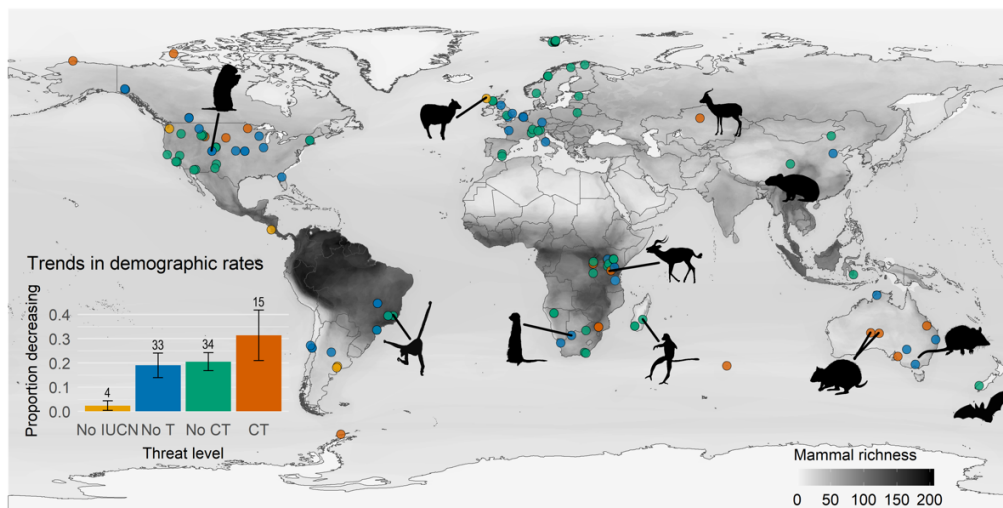 Trends in demographic rates
Proportion decreasing
0.4
0.3
0.2
0.1
0.0
4
33
34
15
No IUCN No T No CT CT
Threat level
Mammal richness
0 50 100 150 200